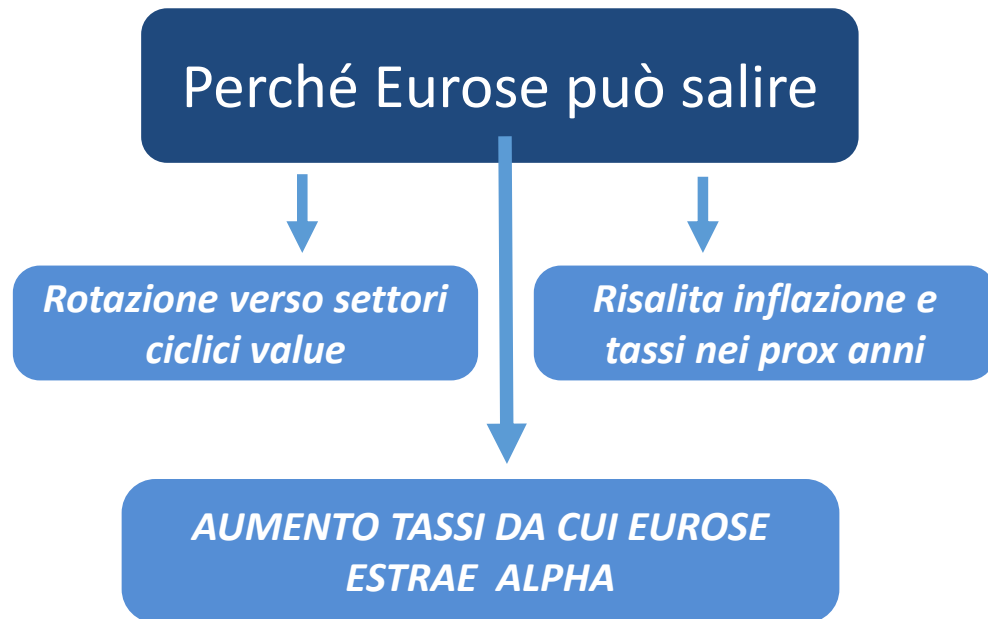 Perché Eurose può salire
Rotazione verso settori
ciclici value
Risalita inflazione e
tassi nei prox anni
AUMENTO TASSI DA CUI EUROSE
ESTRAE ALPHA